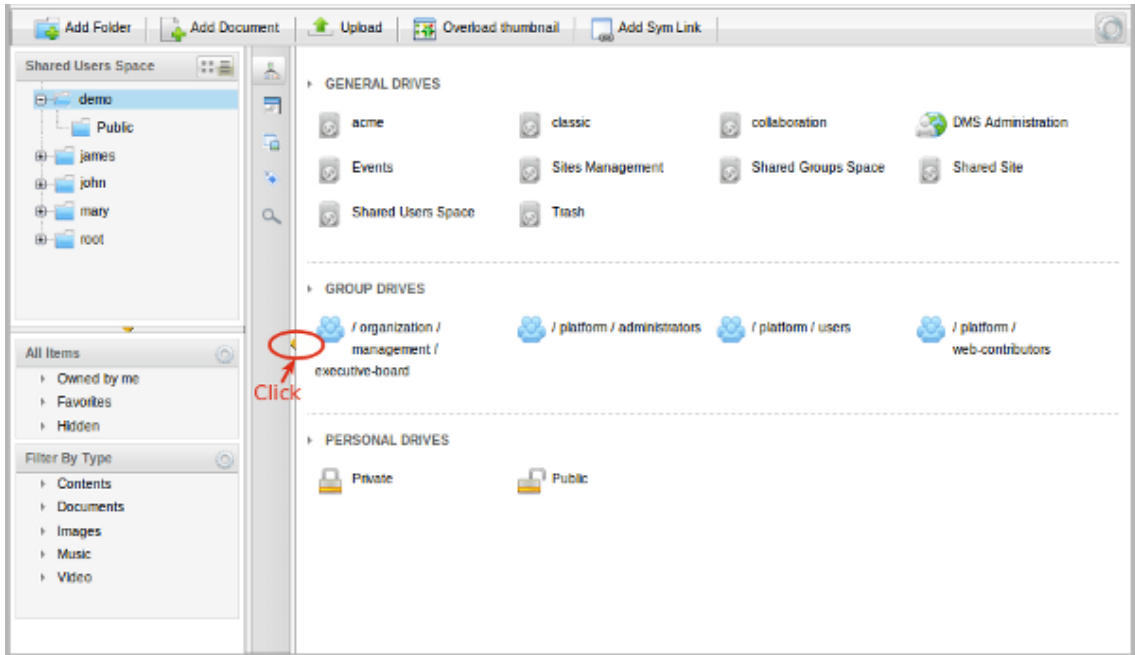 Add Folder Add Document Upload Overload thumbnail Add Sym Link
Shared Users Space
demo
Public
james
john
mary
root
All Items
Owned by me
Favorites
Hidden
Filter By Type
Contents
Documents
Images
Music
Video
Click
GENERAL DRIVES
acme classic collaboration DMS Administration
Events Sites Management Shared Groups Space Shared Site
Shared Users Space Trash
GROUP DRIVES
/ organization / / platform / administrators / platform / users / platform /
management / web-contributors
executive-board
PERSONAL DRIVES
Private Public